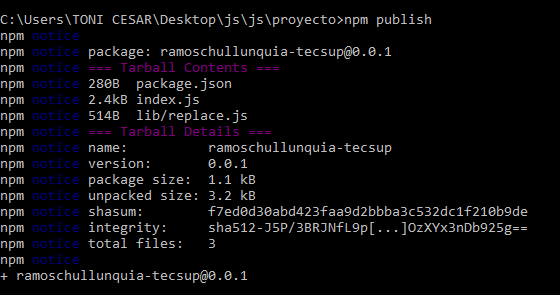 C:\Users\TONI CESAR\Desktop\js\js\proyecto>npm publish
npm notice
npm notice package: ramoschullunquia-tecsup@0.0.1
npm notice === Tarball Contents ===
npm notice 280B  package.json
npm notice 2.4kB index.js
npm notice 514B  lib/replace.js
npm notice === Tarball Details ===
npm notice name:          ramoschullunquia-tecsup
npm notice version:       0.0.1
npm notice package size:  1.1 kB
npm notice unpacked size: 3.2 kB
npm notice shasum:        f7ed0d30abd423faa9d2bbba3c532dc1f210b9de
npm notice integrity:     sha512-J5P/3BRJNfL9p[...]OzXYx3nDb925g==
npm notice total files:   3
npm notice
+ ramoschullunquia-tecsup@0.0.1